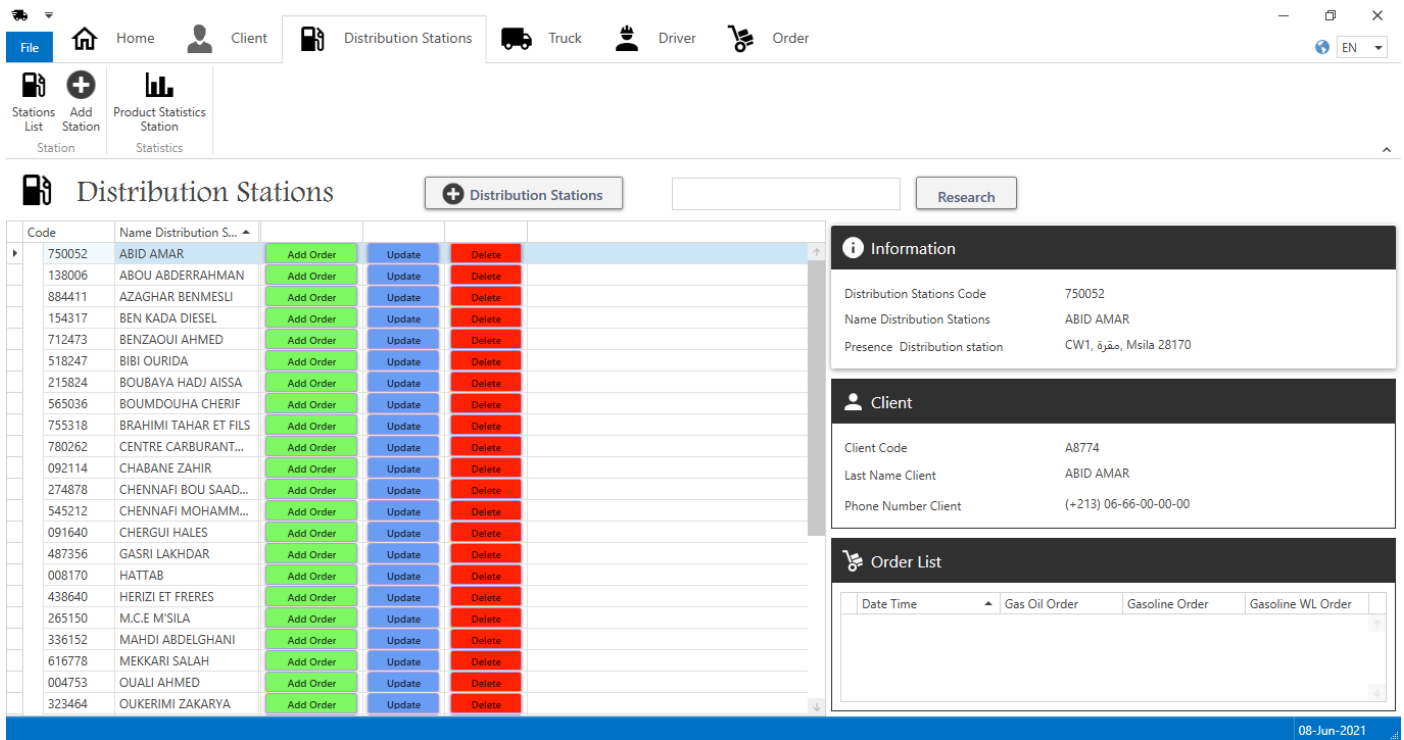 File
Home
Client
Distribution Stations
Truck
Driver
Order
EN
Stations List
Add Station
Product Statistics Station
Station
Statistics
Distribution Stations
Distribution Stations
Research
Code Name Distribution S...
750052 ABID AMAR Add Order Update Delete
138006 ABOU ABDERRAHMAN Add Order Update Delete
884411 AZAGHAR BENMESLI Add Order Update Delete
154317 BEN KADA DIESEL Add Order Update Delete
712473 BENZAOUI AHMED Add Order Update Delete
518247 BIBI OURIDA Add Order Update Delete
215824 BOUBAYA HADJ AISSA Add Order Update Delete
565036 BOUMDOUHA CHERIF Add Order Update Delete
755318 BRAHIMI TAHAR ET FILS Add Order Update Delete
780262 CENTRE CARBURANT... Add Order Update Delete
092114 CHABANE ZAHIR Add Order Update Delete
274878 CHENNAFI BOU SAAD... Add Order Update Delete
545212 CHENNAFI MOHAMM... Add Order Update Delete
091640 CHERGUI HALES Add Order Update Delete
487356 GASRI LAKHDAR Add Order Update Delete
008170 HATTAB Add Order Update Delete
438640 HERIZI ET FRERES Add Order Update Delete
265150 M.C.E M'SILA Add Order Update Delete
336152 MAHDI ABDELGHANI Add Order Update Delete
616778 MEKKARI SALAH Add Order Update Delete
004753 OUALI AHMED Add Order Update Delete
323464 OUKERIMI ZAKARYA Add Order Update Delete
Information
Distribution Stations Code 750052
Name Distribution Stations ABID AMAR
Presence Distribution station CW1, مقرة, Msila 28170
Client
Client Code A8774
Last Name Client ABID AMAR
Phone Number Client (+213) 06-66-00-00-00
Order List
Date Time Gas Oil Order Gasoline Order Gasoline WL Order
08-Jun-2021